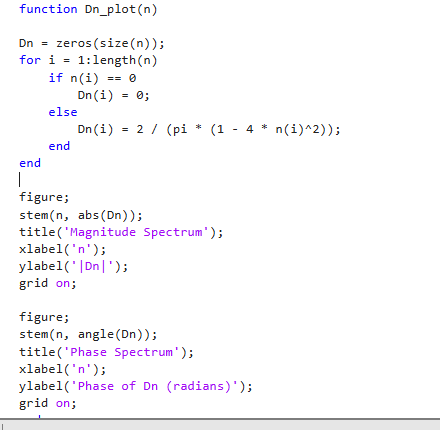 function Dn_plot(n)
Dn = zeros(size(n));
for i = 1:length(n)
    if n(i) == 0
        Dn(i) = 0;
    else
        Dn(i) = 2 / (pi * (1 - 4 * n(i)^2));
    end
end
figure;
stem(n, abs(Dn));
title('Magnitude Spectrum');
xlabel('n');
ylabel('|Dn|');
grid on;
figure;
stem(n, angle(Dn));
title('Phase Spectrum');
xlabel('n');
ylabel('Phase of Dn (radians)');
grid on;